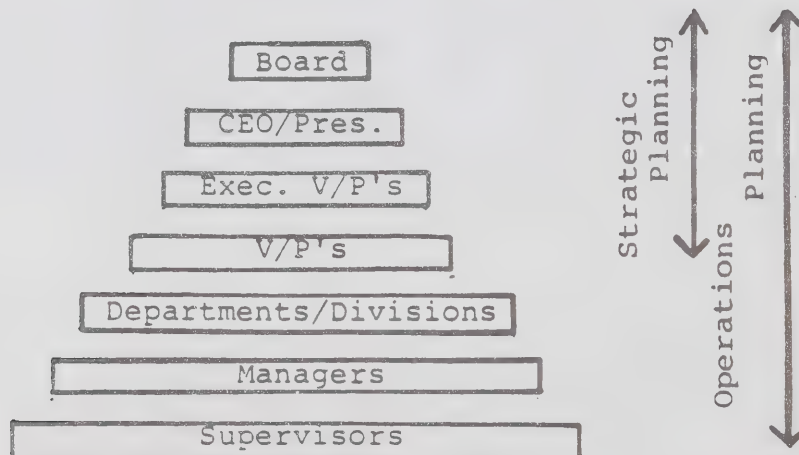 Board
CEO/Pres.
Exec. V/P's
V/P's
Departments/Divisions
Managers
Supervisors
Strategic
Planning
Operations
Planning